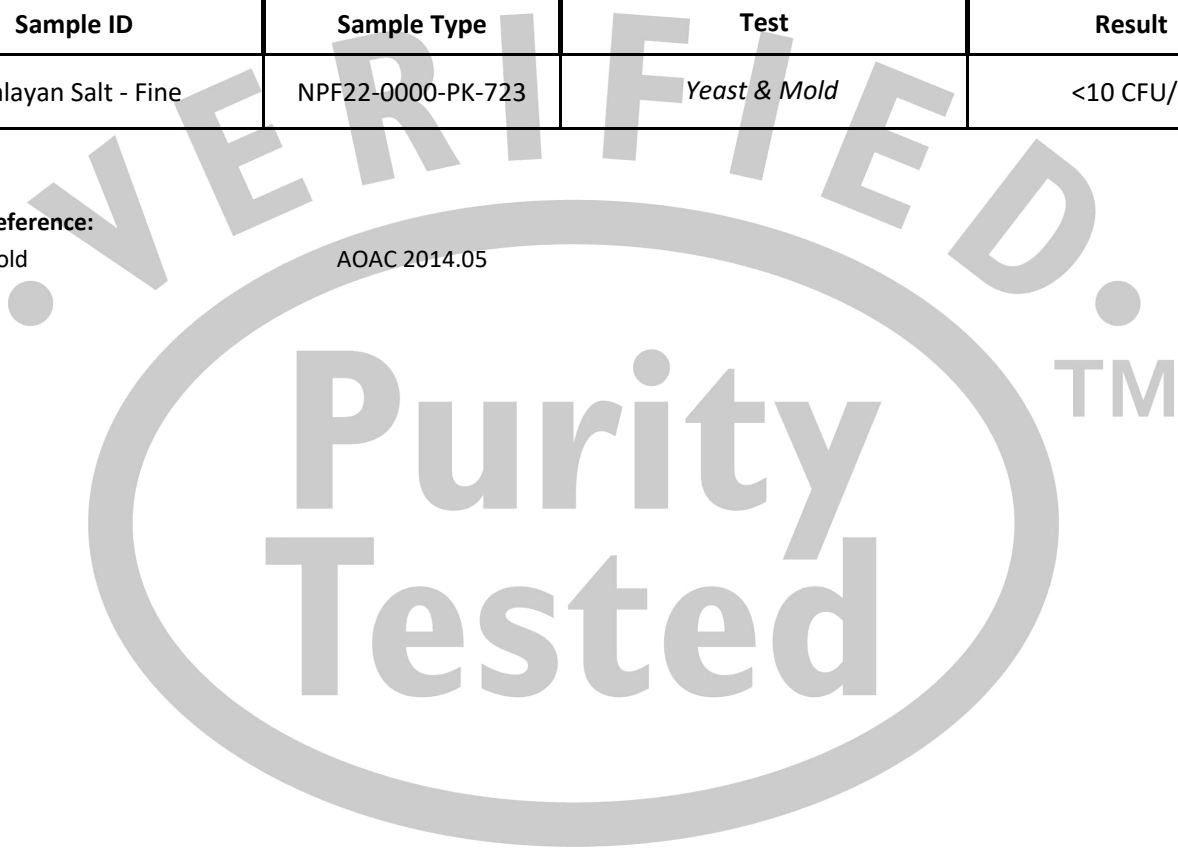 Sample ID Sample Type Test Result
alayan Salt - Fine NPF22-0000-PK-723 Yeast & Mold <10 CFU/
eference:
old AOAC 2014.05
•VERIFIED•
TM
Purity
Tested